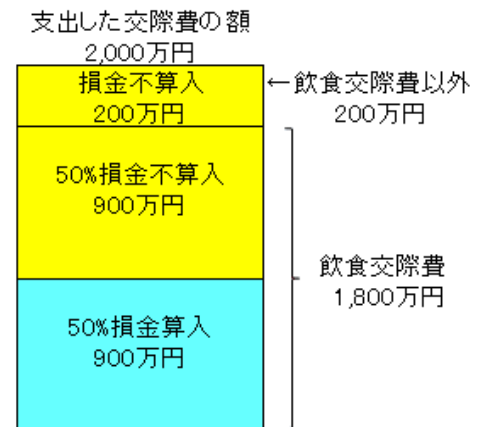 支出した交際費の額
2,000万円
損金不算入
200万円
←飲食交際費以外
200万円
50%損金不算入
900万円
飲食交際費
1,800万円
50%損金算入
900万円